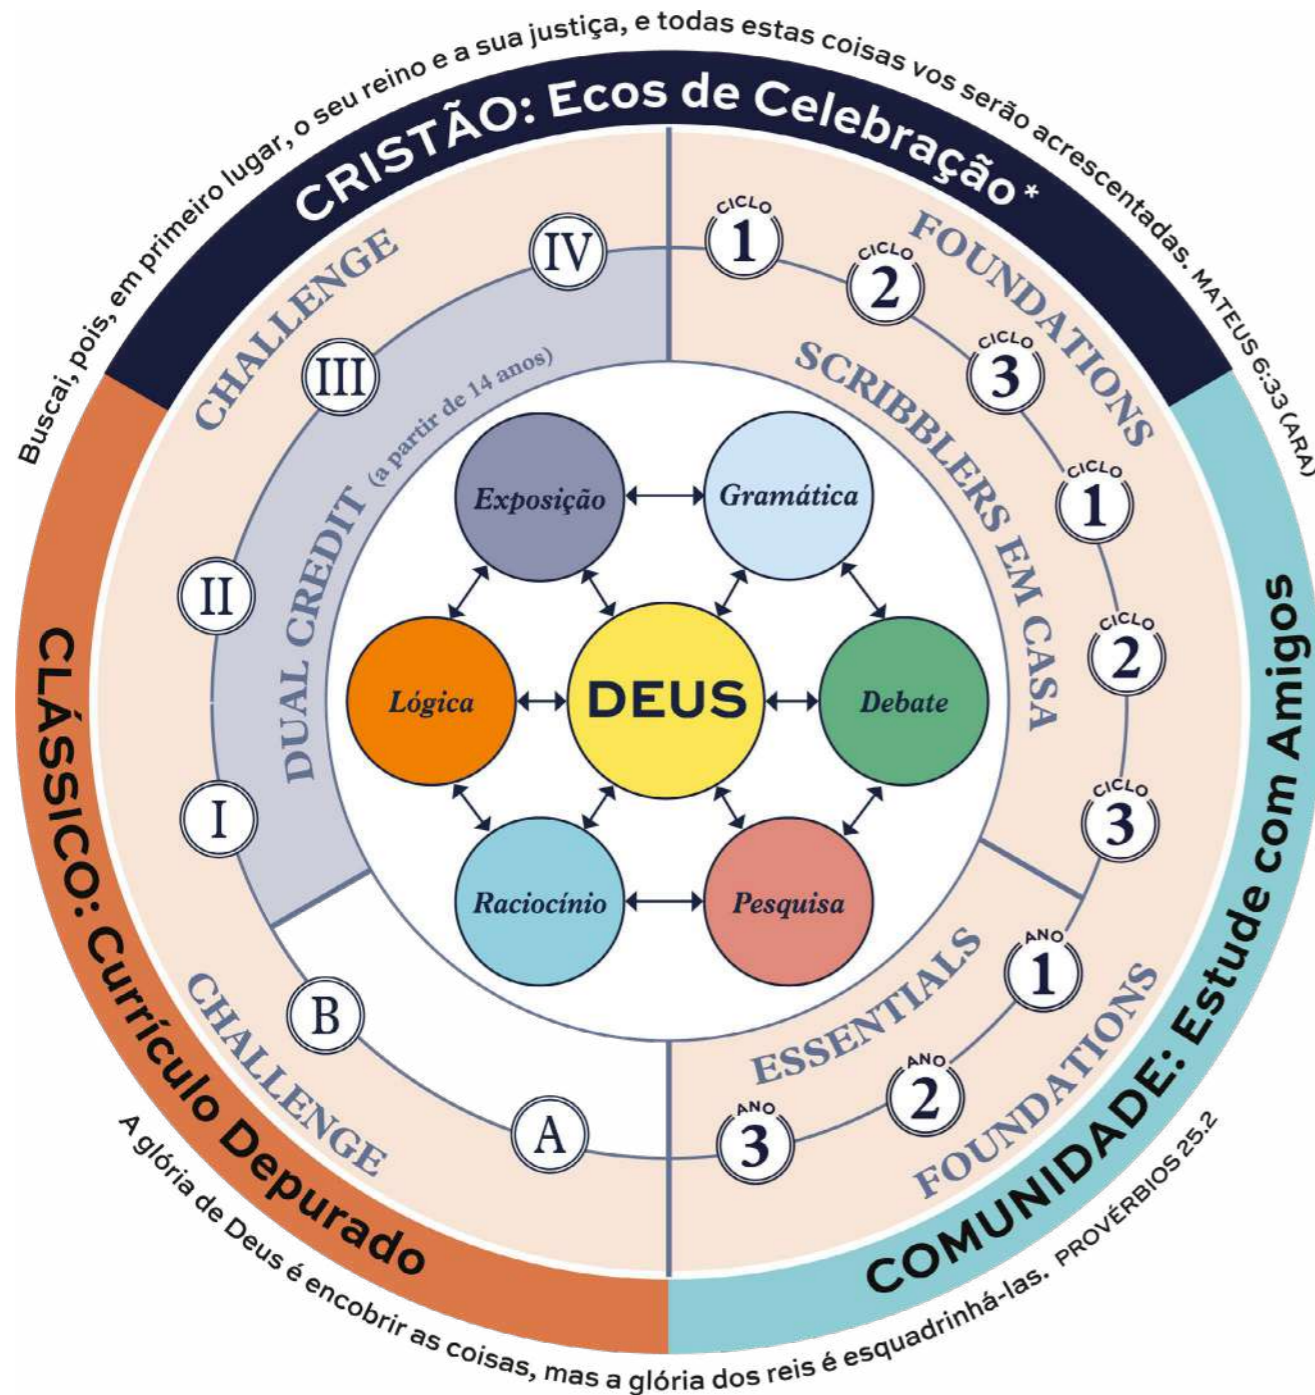 Buscai, pois, em primeiro lugar, o seu reino e a sua justiça, e todas estas coisas vos serão acrescentadas. MATEUS 6:33 (ARA)
CRISTÃO: Ecos de Celebração*
COMUNIDADE: Estude com Amigos
CLÁSSICO: Currículo Depurado
FOUNDATIONS
CICLO
1
CICLO
2
CICLO
3
CICLO
1
CICLO
2
CICLO
3
SCRIBBLERS EM CASA
ANO
1
ANO
2
ANO
3
ESSENTIALS
FOUNDATIONS
CHALLENGE
A
B
CHALLENGE
I
II
III
IV
DUAL CREDIT (a partir de 14 anos)
Exposição
Gramática
Lógica
DEUS
Debate
Raciocínio
Pesquisa
A glória de Deus é encobrir as coisas, mas a glória dos reis é esquadrinhá-las. PROVÉRBIOS 25.2